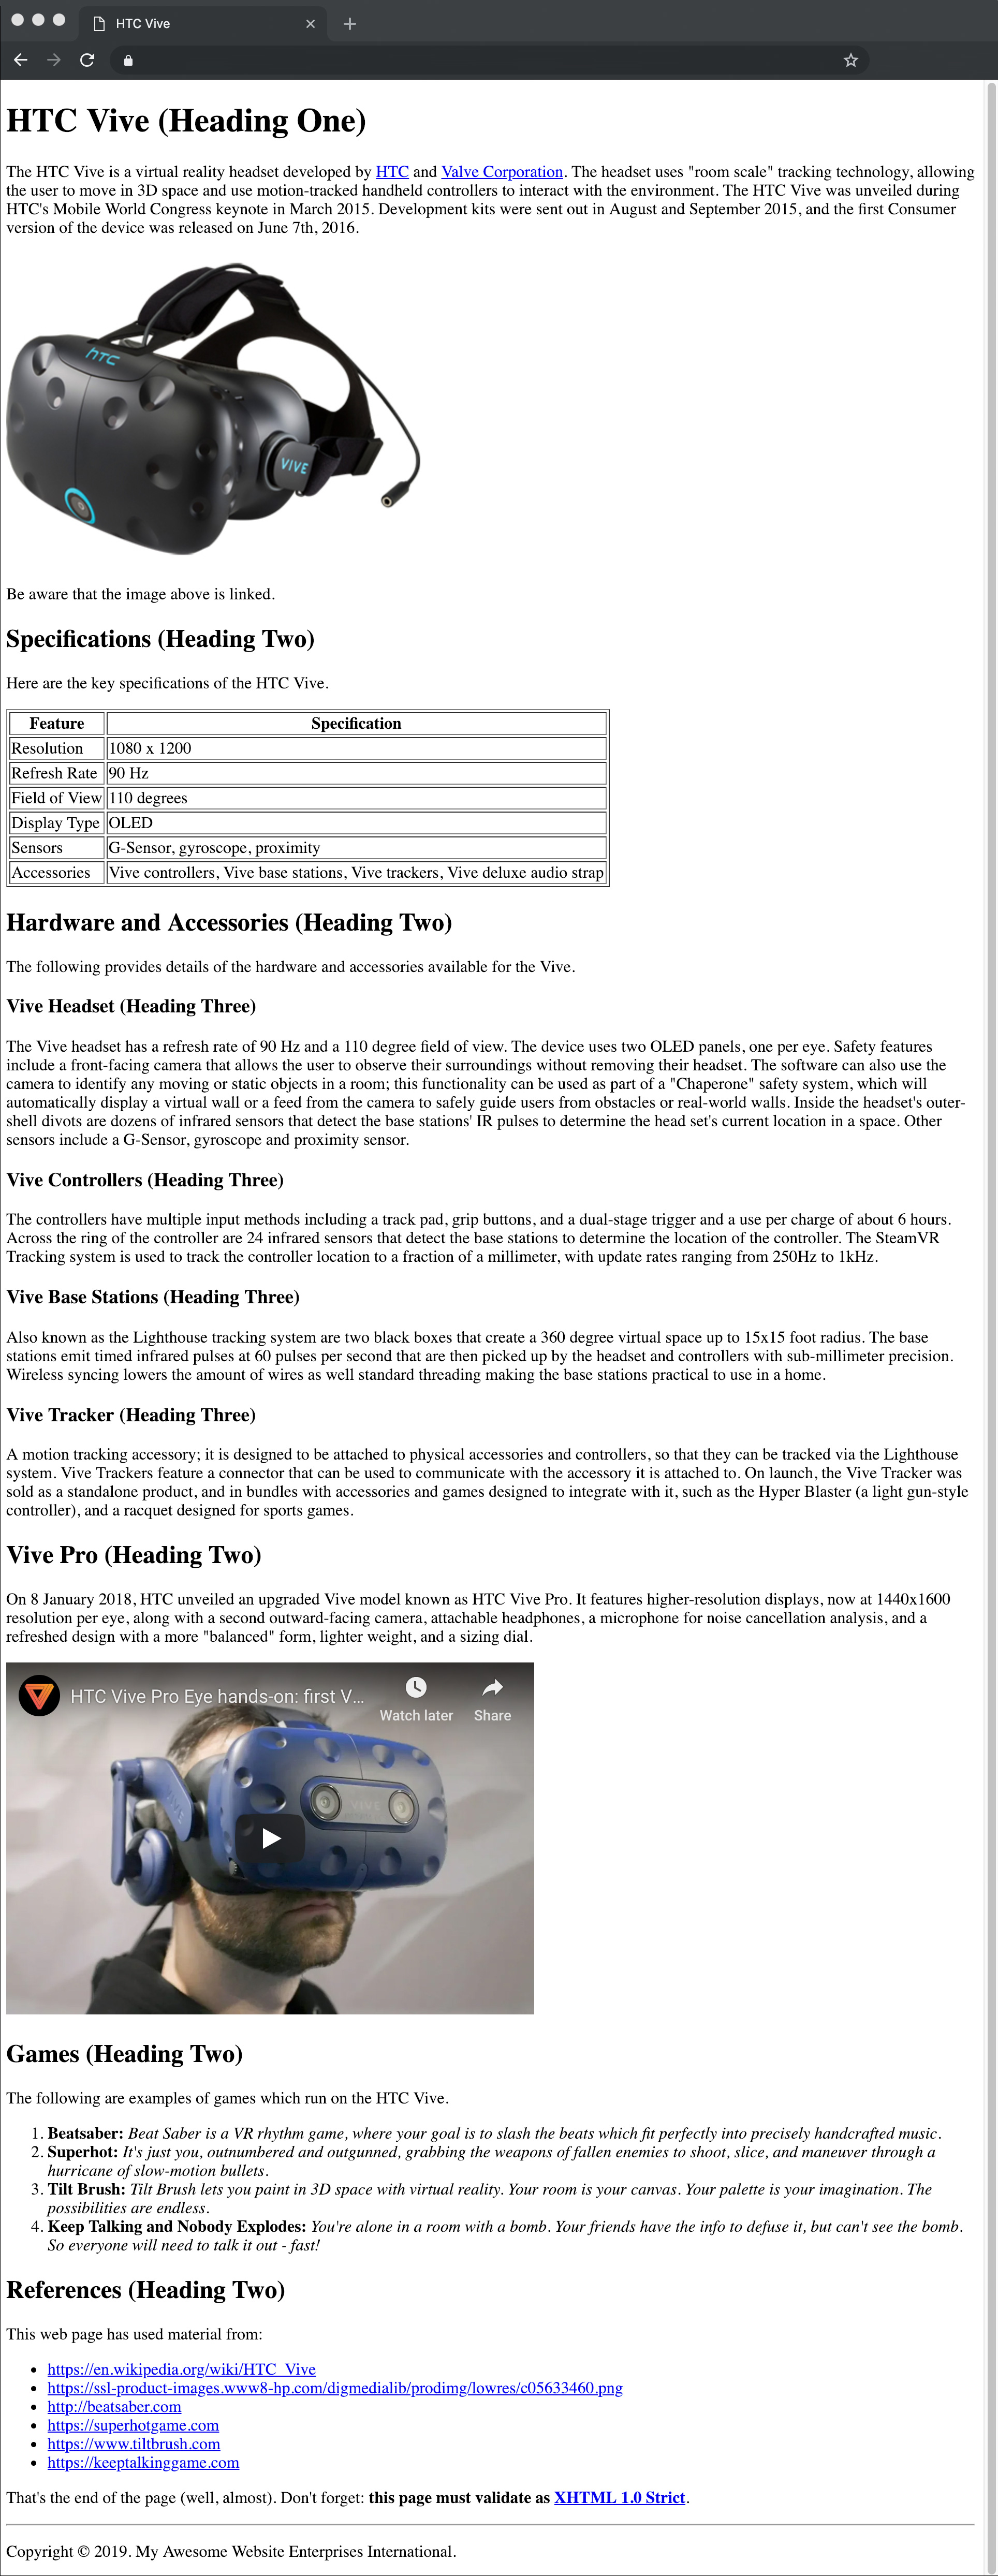 HTC Vive
HTC Vive (Heading One)
The HTC Vive is a virtual reality headset developed by HTC and Valve Corporation. The headset uses "room scale" tracking technology, allowing
the user to move in 3D space and use motion-tracked handheld controllers to interact with the environment. The HTC Vive was unveiled during
HTC's Mobile World Congress keynote in March 2015. Development kits were sent out in August and September 2015, and the first Consumer
version of the device was released on June 7th, 2016.
hTC
VIVE
Be aware that the image above is linked.
Specifications (Heading Two)
Here are the key specifications of the HTC Vive.
Feature Specification
Resolution 1080 x 1200
Refresh Rate 90 Hz
Field of View 110 degrees
Display Type OLED
Sensors G-Sensor, gyroscope, proximity
Accessories Vive controllers, Vive base stations, Vive trackers, Vive deluxe audio strap
Hardware and Accessories (Heading Two)
The following provides details of the hardware and accessories available for the Vive.
Vive Headset (Heading Three)
The Vive headset has a refresh rate of 90 Hz and a 110 degree field of view. The device uses two OLED panels, one per eye. Safety features
include a front-facing camera that allows the user to observe their surroundings without removing their headset. The software can also use the
camera to identify any moving or static objects in a room; this functionality can be used as part of a "Chaperone" safety system, which will
automatically display a virtual wall or a feed from the camera to safely guide users from obstacles or real-world walls. Inside the headset's outer-
shell divots are dozens of infrared sensors that detect the base stations' IR pulses to determine the head set's current location in a space. Other
sensors include a G-Sensor, gyroscope and proximity sensor.
Vive Controllers (Heading Three)
The controllers have multiple input methods including a track pad, grip buttons, and a dual-stage trigger and a use per charge of about 6 hours.
Across the ring of the controller are 24 infrared sensors that detect the base stations to determine the location of the controller. The SteamVR
Tracking system is used to track the controller location to a fraction of a millimeter, with update rates ranging from 250Hz to 1kHz.
Vive Base Stations (Heading Three)
Also known as the Lighthouse tracking system are two black boxes that create a 360 degree virtual space up to 15x15 foot radius. The base
stations emit timed infrared pulses at 60 pulses per second that are then picked up by the headset and controllers with sub-millimeter precision.
Wireless syncing lowers the amount of wires as well standard threading making the base stations practical to use in a home.
Vive Tracker (Heading Three)
A motion tracking accessory; it is designed to be attached to physical accessories and controllers, so that they can be tracked via the Lighthouse
system. Vive Trackers feature a connector that can be used to communicate with the accessory it is attached to. On launch, the Vive Tracker was
sold as a standalone product, and in bundles with accessories and games designed to integrate with it, such as the Hyper Blaster (a light gun-style
controller), and a racquet designed for sports games.
Vive Pro (Heading Two)
On 8 January 2018, HTC unveiled an upgraded Vive model known as HTC Vive Pro. It features higher-resolution displays, now at 1440x1600
resolution per eye, along with a second outward-facing camera, attachable headphones, a microphone for noise cancellation analysis, and a
refreshed design with a more "balanced" form, lighter weight, and a sizing dial.
HTC Vive Pro Eye hands-on: first V...
Watch later Share
VIVE
VIVE
Games (Heading Two)
The following are examples of games which run on the HTC Vive.
1. Beatsaber: Beat Saber is a VR rhythm game, where your goal is to slash the beats which fit perfectly into precisely handcrafted music.
2. Superhot: It's just you, outnumbered and outgunned, grabbing the weapons of fallen enemies to shoot, slice, and maneuver through a
hurricane of slow-motion bullets.
3. Tilt Brush: Tilt Brush lets you paint in 3D space with virtual reality. Your room is your canvas. Your palette is your imagination. The
possibilities are endless.
4. Keep Talking and Nobody Explodes: You're alone in a room with a bomb. Your friends have the info to defuse it, but can't see the bomb.
So everyone will need to talk it out - fast!
References (Heading Two)
This web page has used material from:
• https://en.wikipedia.org/wiki/HTC_Vive
• https://ssl-product-images.www8-hp.com/digmedialib/prodimg/lowres/c05633460.png
• http://beatsaber.com
• https://superhotgame.com
• https://www.tiltbrush.com
• https://keeptalkinggame.com
That's the end of the page (well, almost). Don't forget: this page must validate as XHTML 1.0 Strict.
Copyright © 2019. My Awesome Website Enterprises International.